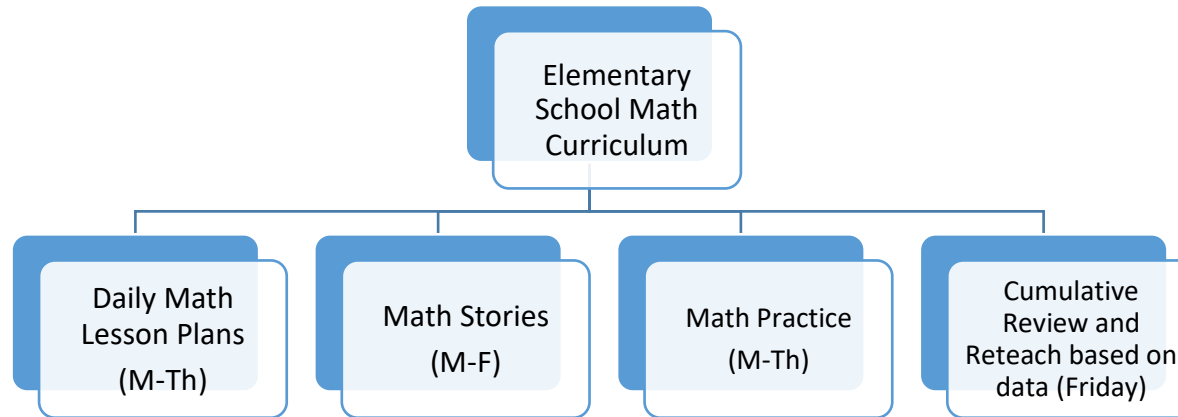 Elementary
School Math
Curriculum
Daily Math
Lesson Plans
(M-Th)
Math Stories
(M-F)
Math Practice
(M-Th)
Cumulative
Review and
Reteach based on
data (Friday)